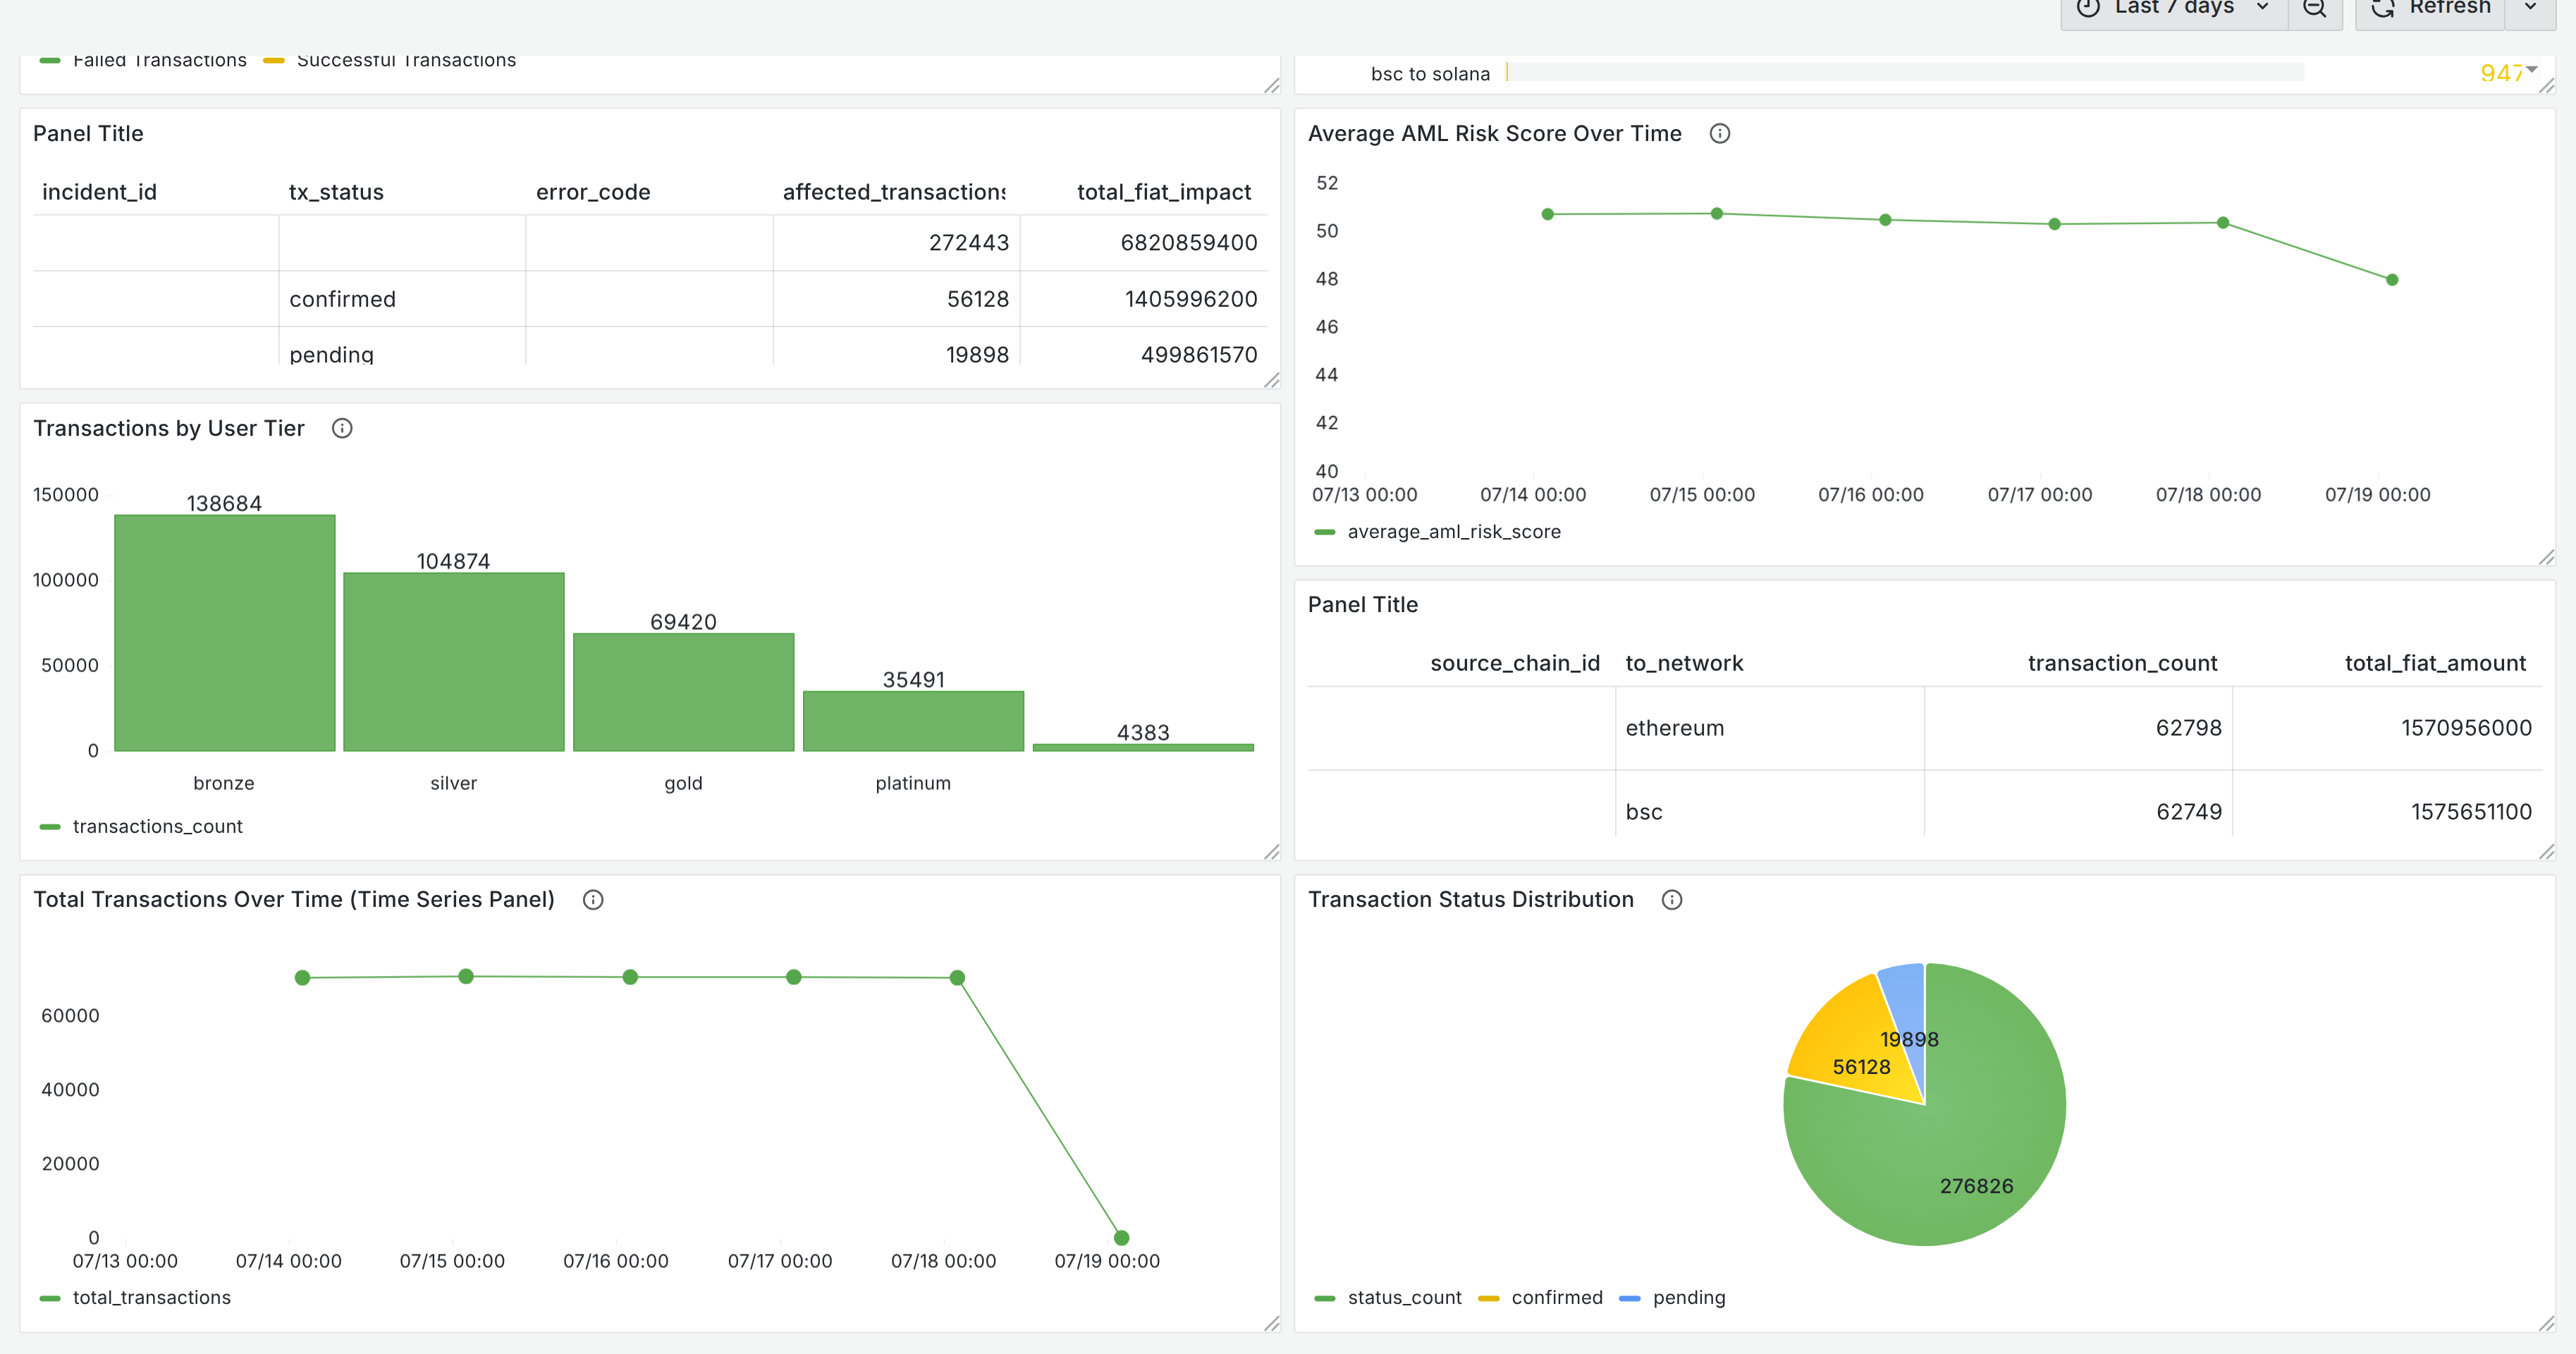 Last 7 days
Refresh
Failed Transactions Successful Transactions
bsc to solana 947
Panel Title
incident_id tx_status error_code affected_transactions total_fiat_impact
272443 6820859400
confirmed 56128 1405996200
pending 19898 499861570
Average AML Risk Score Over Time
52
50
48
46
44
42
40
07/13 00:00 07/14 00:00 07/15 00:00 07/16 00:00 07/17 00:00 07/18 00:00 07/19 00:00
average_aml_risk_score
Transactions by User Tier
150000
100000
50000
0
138684
104874
69420
35491
4383
bronze silver gold platinum
transactions_count
Panel Title
source_chain_id to_network transaction_count total_fiat_amount
ethereum 62798 1570956000
bsc 62749 1575651100
Total Transactions Over Time (Time Series Panel)
60000
40000
20000
0
07/13 00:00 07/14 00:00 07/15 00:00 07/16 00:00 07/17 00:00 07/18 00:00 07/19 00:00
total_transactions
Transaction Status Distribution
19898
56128
276826
status_count confirmed pending